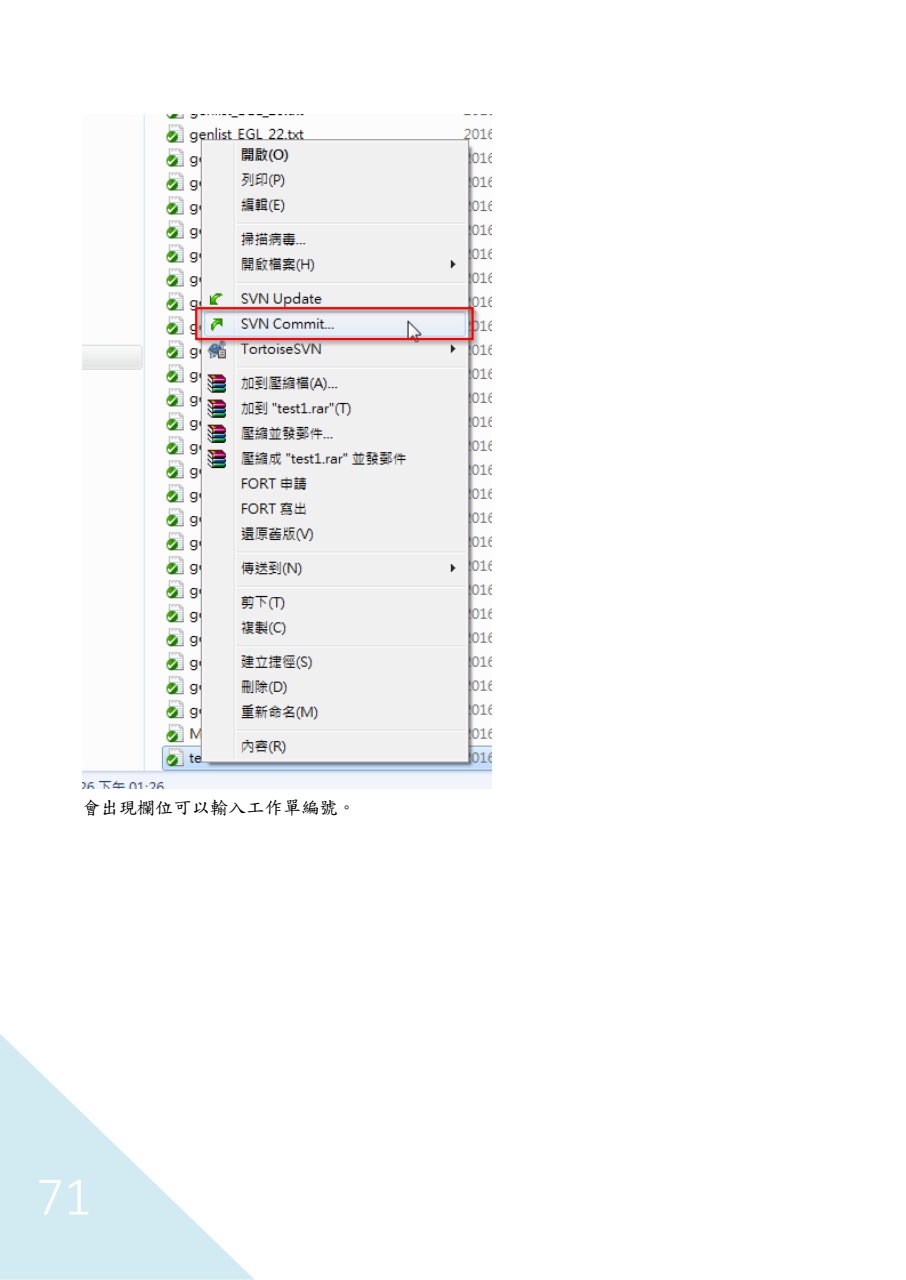 genlist_EGL_22.txt
2016
開啟(O)
列印(P)
編輯(E)
掃描病毒...
開啟檔案(H)
SVN Update
SVN Commit...
TortoiseSVN
加到壓縮檔(A)...
加到 "test1.rar"(T)
壓縮並發郵件...
壓縮成 "test1.rar" 並發郵件
FORT 申請
FORT 寫出
還原舊版(V)
傳送到(N)
剪下(T)
複製(C)
建立捷徑(S)
刪除(D)
重新命名(M)
內容(R)
26 下午 01:26
會出現欄位可以輸入工作單編號。
71